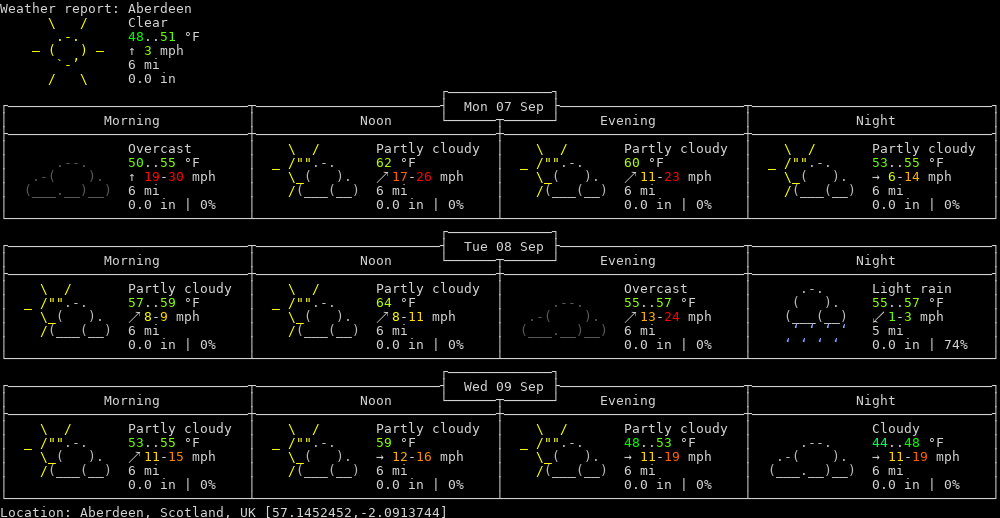 Weather report: Aberdeen
Clear
48..51 °F
↑ 3 mph
6 mi
0.0 in
Mon 07 Sep
Morning Noon Evening Night
Overcast Partly cloudy Partly cloudy Partly cloudy
50..55 °F 62 °F 60 °F 53..55 °F
↑ 19-30 mph ↗ 17-26 mph ↗ 11-23 mph → 6-14 mph
6 mi 6 mi 6 mi 6 mi
0.0 in | 0% 0.0 in | 0% 0.0 in | 0% 0.0 in | 0%
Tue 08 Sep
Morning Noon Evening Night
Partly cloudy Partly cloudy Overcast Light rain
57..59 °F 64 °F 55..57 °F 55..57 °F
↗ 8-9 mph ↗ 8-11 mph ↗ 13-24 mph ↙ 1-3 mph
6 mi 6 mi 6 mi 5 mi
0.0 in | 0% 0.0 in | 0% 0.0 in | 0% 0.0 in | 74%
Wed 09 Sep
Morning Noon Evening Night
Partly cloudy Partly cloudy Partly cloudy Cloudy
53..55 °F 59 °F 48..53 °F 44..48 °F
↗ 11-15 mph → 12-16 mph → 11-19 mph → 11-19 mph
6 mi 6 mi 6 mi 6 mi
0.0 in | 0% 0.0 in | 0% 0.0 in | 0% 0.0 in | 0%
Location: Aberdeen, Scotland, UK [57.1452452,-2.0913744]